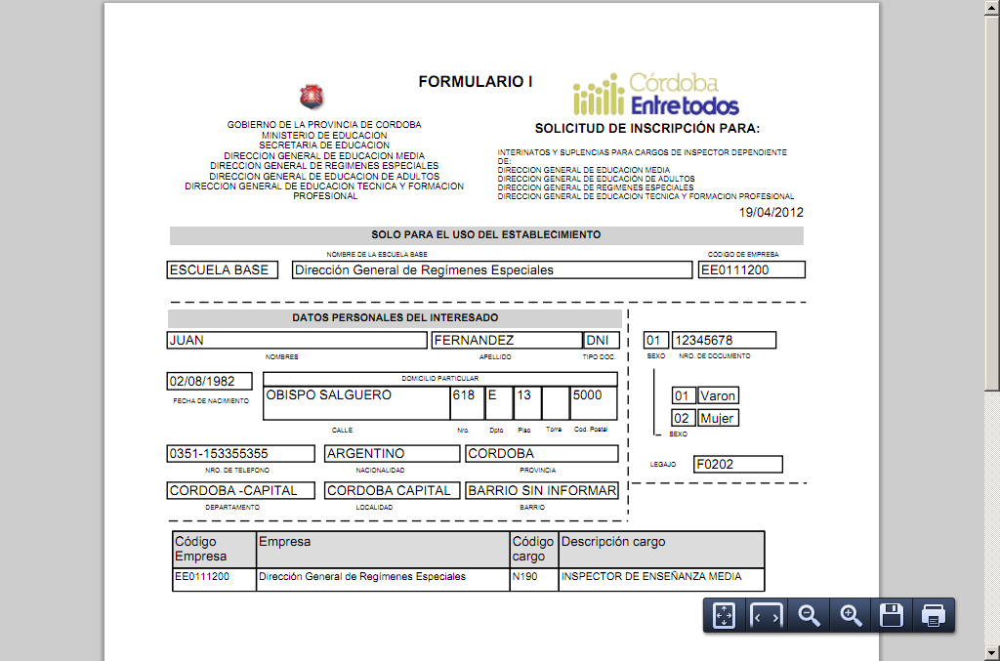 FORMULARIO I
Córdoba
Entre todos
GOBIERNO DE LA PROVINCIA DE CORDOBA
MINISTERIO DE EDUCACION
SECRETARIA DE EDUCACION
DIRECCION GENERAL DE EDUCACION MEDIA
DIRECCION GENERAL DE REGIMENES ESPECIALES
DIRECCION GENERAL DE EDUCACION DE ADULTOS
DIRECCION GENERAL DE EDUCACION TECNICA Y FORMACION
PROFESIONAL
SOLICITUD DE INSCRIPCIÓN PARA:
INTERINATOS Y SUPLENCIAS PARA CARGOS DE INSPECTOR DEPENDIENTE
DE:
DIRECCION GENERAL DE EDUCACION MEDIA
DIRECCION GENERAL DE EDUCACIÓN DE ADULTOS
DIRECCION GENERAL DE REGIMENES ESPECIALES
DIRECCION GENERAL DE EDUCACION TECNICA Y FORMACION PROFESIONAL
19/04/2012
SOLO PARA EL USO DEL ESTABLECIMIENTO
NOMBRE DE LA ESCUELA BASE CÓDIGO DE EMPRESA
ESCUELA BASE Dirección General de Regímenes Especiales EE0111200
DATOS PERSONALES DEL INTERESADO
JUAN FERNANDEZ DNI 01 12345678
NOMBRES APELLIDO TIPO DOC. SEXO NRO. DE DOCUMENTO
02/08/1982 DOMICILIO PARTICULAR
OBISPO SALGUERO 618 E 13 5000 01 Varon
FECHA DE NACIMIENTO
02 Mujer
CALLE Nro. Dpto Piso Torre Cod. Postal SEXO
0351-153355355 ARGENTINO CORDOBA
NRO. DE TELEFONO NACIONALIDAD PROVINCIA LEGAJO F0202
CORDOBA -CAPITAL CORDOBA CAPITAL BARRIO SIN INFORMAR
DEPARTAMENTO LOCALIDAD BARRIO
Código Empresa Empresa Código cargo Descripción cargo
EE0111200 Dirección General de Regímenes Especiales N190 INSPECTOR DE ENSEÑANZA MEDIA